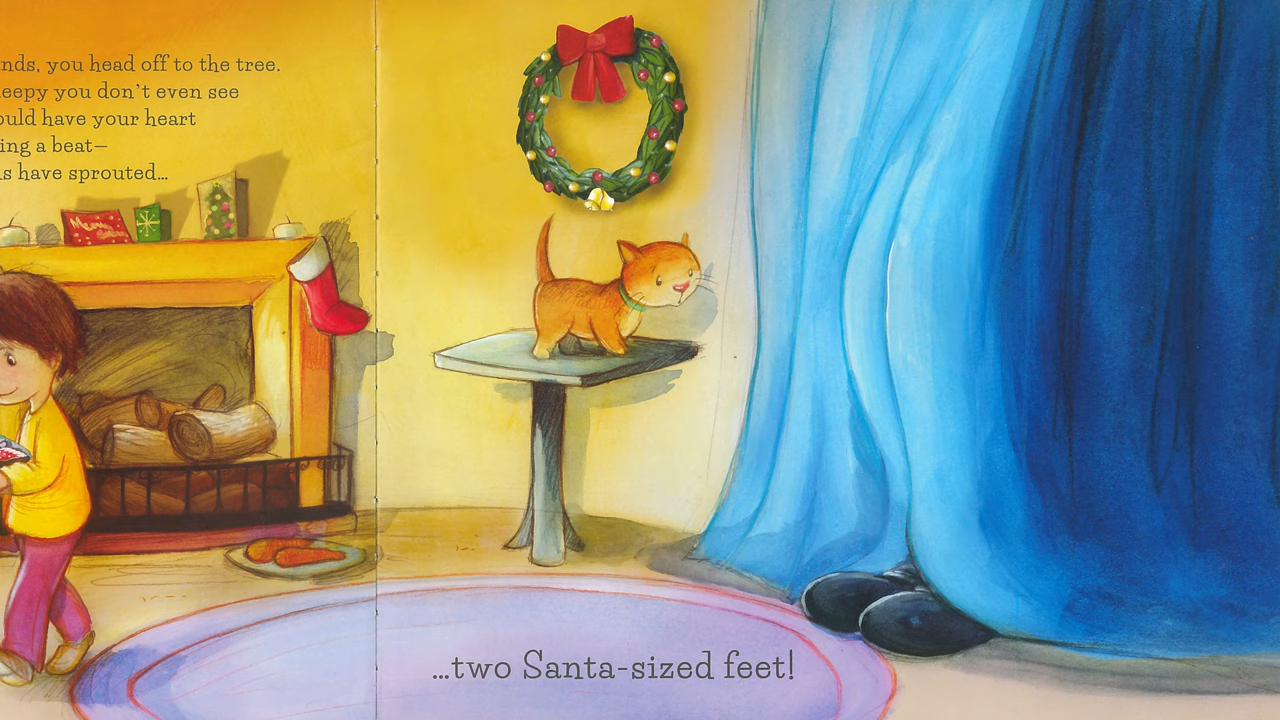 nds, you head off to the tree.
eepy you don't even see
ould have your heart
ing a beat—
s have sprouted...
Merry
...two Santa-sized feet!